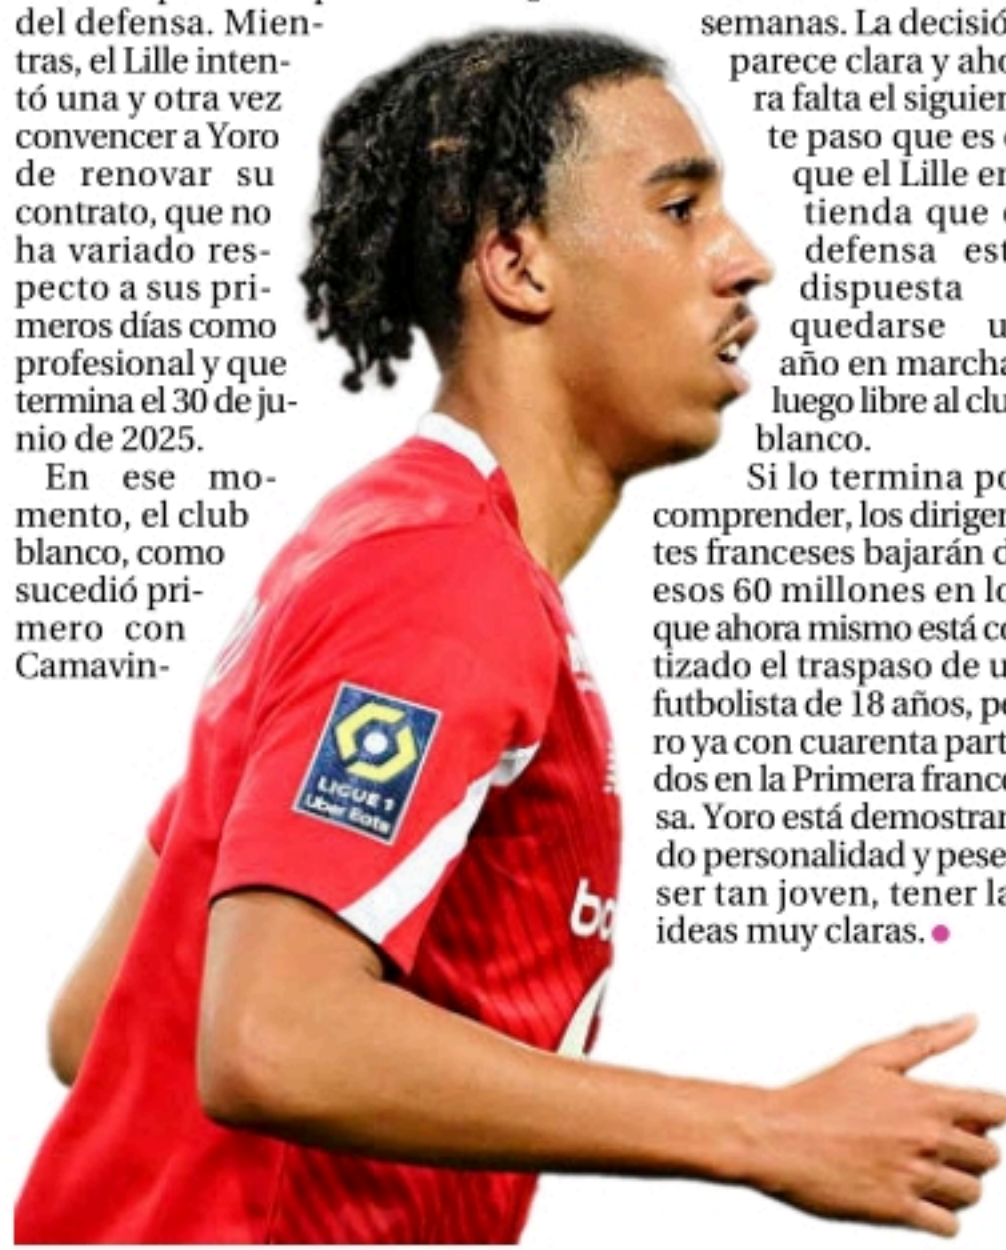 del defensa. Mien-
tras, el Lille inten-
tó una y otra vez
convencer a Yoro
de renovar su
contrato, que no
ha variado res-
pecto a sus pri-
meros días como
profesional y que
termina el 30 de ju-
nio de 2025.
En ese mo-
mento, el club
blanco, como
sucedió pri-
mero con
Camavin-
semanas. La decisió
parece clara y aho
ra falta el siguien
te paso que es
que el Lille en
tienda que
defensa est
dispuesta
quedarse u
año en marcha
luego libre al clu
blanco.
Si lo termina po
comprender, los dirigen
tes franceses bajarán d
esos 60 millones en lo
que ahora mismo está co
tizado el traspaso de u
futbolista de 18 años, pe
ro ya con cuarenta parti
dos en la Primera france
sa. Yoro está demostran
do personalidad y pese
ser tan joven, tener la
ideas muy claras.
LIGUE 1
Uber Eats
bo